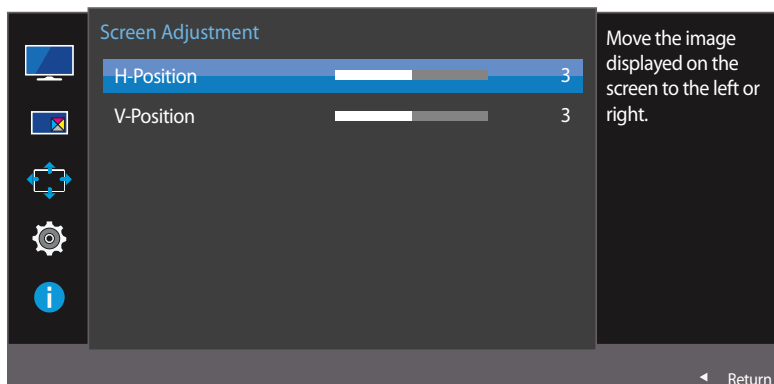 Screen Adjustment
H-Position 3
V-Position 3
Move the image
displayed on the
screen to the left or
right.
Return